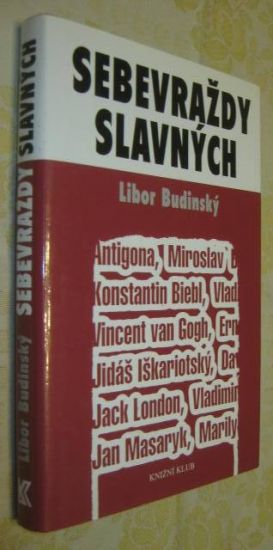 SEBEVRAŽDY
SLAVNÝCH
Libor Budinský
Antigona, Miroslav
Konstantin Biebl, Vlad
Vincent van Gogh, Ern
Jidáš Iškariotský, Da
Jack London, Vladimír
Jan Masaryk, Marily
KNIŽNÍ KLUB
Libor Budinský SEBEVRAŽDY SLAVNÝCH